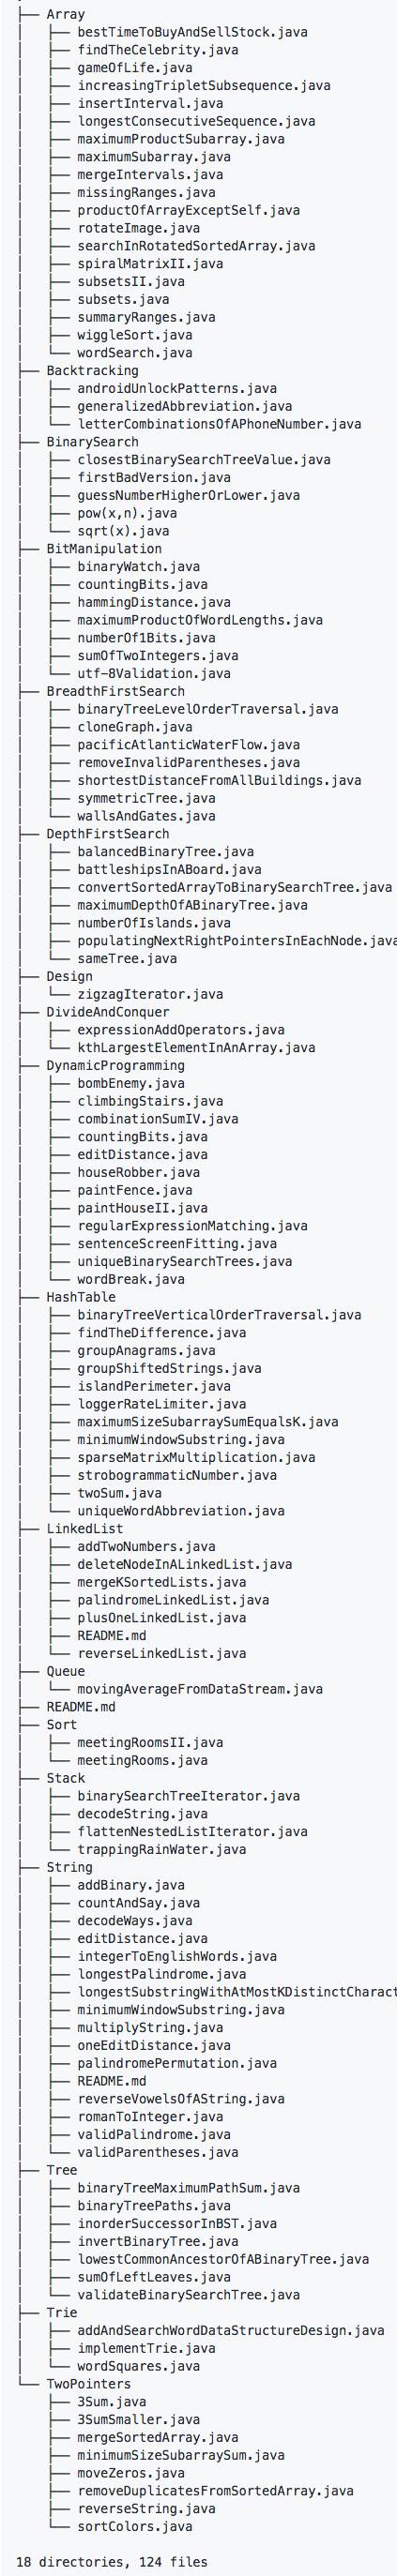 ├── Array
│   ├── bestTimeToBuyAndSellStock.java
│   ├── findTheCelebrity.java
│   ├── gameOfLife.java
│   ├── increasingTripletSubsequence.java
│   ├── insertInterval.java
│   ├── longestConsecutiveSequence.java
│   ├── maximumProductSubarray.java
│   ├── maximumSubarray.java
│   ├── mergeIntervals.java
│   ├── missingRanges.java
│   ├── productOfArrayExceptSelf.java
│   ├── rotateImage.java
│   ├── searchInRotatedSortedArray.java
│   ├── spiralMatrixII.java
│   ├── subsetsII.java
│   ├── subsets.java
│   ├── summaryRanges.java
│   ├── wiggleSort.java
│   └── wordSearch.java
├── Backtracking
│   ├── androidUnlockPatterns.java
│   ├── generalizedAbbreviation.java
│   └── letterCombinationsOfAPhoneNumber.java
├── BinarySearch
│   ├── closestBinarySearchTreeValue.java
│   ├── firstBadVersion.java
│   ├── guessNumberHigherOrLower.java
│   ├── pow(x,n).java
│   └── sqrt(x).java
├── BitManipulation
│   ├── binaryWatch.java
│   ├── countingBits.java
│   ├── hammingDistance.java
│   ├── maximumProductOfWordLengths.java
│   ├── numberOf1Bits.java
│   ├── sumOfTwoIntegers.java
│   └── utf-8Validation.java
├── BreadthFirstSearch
│   ├── binaryTreeLevelOrderTraversal.java
│   ├── cloneGraph.java
│   ├── pacificAtlanticWaterFlow.java
│   ├── removeInvalidParentheses.java
│   ├── shortestDistanceFromAllBuildings.java
│   ├── symmetricTree.java
│   └── wallsAndGates.java
├── DepthFirstSearch
│   ├── balancedBinaryTree.java
│   ├── battleshipsInABoard.java
│   ├── convertSortedArrayToBinarySearchTree.java
│   ├── maximumDepthOfABinaryTree.java
│   ├── numberOfIslands.java
│   ├── populatingNextRightPointersInEachNode.java
│   └── sameTree.java
├── Design
│   └── zigzagIterator.java
├── DivideAndConquer
│   ├── expressionAddOperators.java
│   └── kthLargestElementInAnArray.java
├── DynamicProgramming
│   ├── bombEnemy.java
│   ├── climbingStairs.java
│   ├── combinationSumIV.java
│   ├── countingBits.java
│   ├── editDistance.java
│   ├── houseRobber.java
│   ├── paintFence.java
│   ├── paintHouseII.java
│   ├── regularExpressionMatching.java
│   ├── sentenceScreenFitting.java
│   ├── uniqueBinarySearchTrees.java
│   └── wordBreak.java
├── HashTable
│   ├── binaryTreeVerticalOrderTraversal.java
│   ├── findTheDifference.java
│   ├── groupAnagrams.java
│   ├── groupShiftedStrings.java
│   ├── islandPerimeter.java
│   ├── loggerRateLimiter.java
│   ├── maximumSizeSubarraySumEqualsK.java
│   ├── minimumWindowSubstring.java
│   ├── sparseMatrixMultiplication.java
│   ├── strobogrammaticNumber.java
│   ├── twoSum.java
│   └── uniqueWordAbbreviation.java
├── LinkedList
│   ├── addTwoNumbers.java
│   ├── deleteNodeInALinkedList.java
│   ├── mergeKSortedLists.java
│   ├── palindromeLinkedList.java
│   ├── plusOneLinkedList.java
│   ├── README.md
│   └── reverseLinkedList.java
├── Queue
│   └── movingAverageFromDataStream.java
├── README.md
├── Sort
│   ├── meetingRoomsII.java
│   └── meetingRooms.java
├── Stack
│   ├── binarySearchTreeIterator.java
│   ├── decodeString.java
│   ├── flattenNestedListIterator.java
│   └── trappingRainWater.java
├── String
│   ├── addBinary.java
│   ├── countAndSay.java
│   ├── decodeWays.java
│   ├── editDistance.java
│   ├── integerToEnglishWords.java
│   ├── longestPalindrome.java
│   ├── longestSubstringWithAtMostKDistinctCharact
│   ├── minimumWindowSubstring.java
│   ├── multiplyString.java
│   ├── oneEditDistance.java
│   ├── palindromePermutation.java
│   ├── README.md
│   ├── reverseVowelsOfAString.java
│   ├── romanToInteger.java
│   ├── validPalindrome.java
│   └── validParentheses.java
├── Tree
│   ├── binaryTreeMaximumPathSum.java
│   ├── binaryTreePaths.java
│   ├── inorderSuccessorInBST.java
│   ├── invertBinaryTree.java
│   ├── lowestCommonAncestorOfABinaryTree.java
│   ├── sumOfLeftLeaves.java
│   └── validateBinarySearchTree.java
├── Trie
│   ├── addAndSearchWordDataStructureDesign.java
│   ├── implementTrie.java
│   └── wordSquares.java
└── TwoPointers
    ├── 3Sum.java
    ├── 3SumSmaller.java
    ├── mergeSortedArray.java
    ├── minimumSizeSubarraySum.java
    ├── moveZeros.java
    ├── removeDuplicatesFromSortedArray.java
    ├── reverseString.java
    └── sortColors.java
18 directories, 124 files